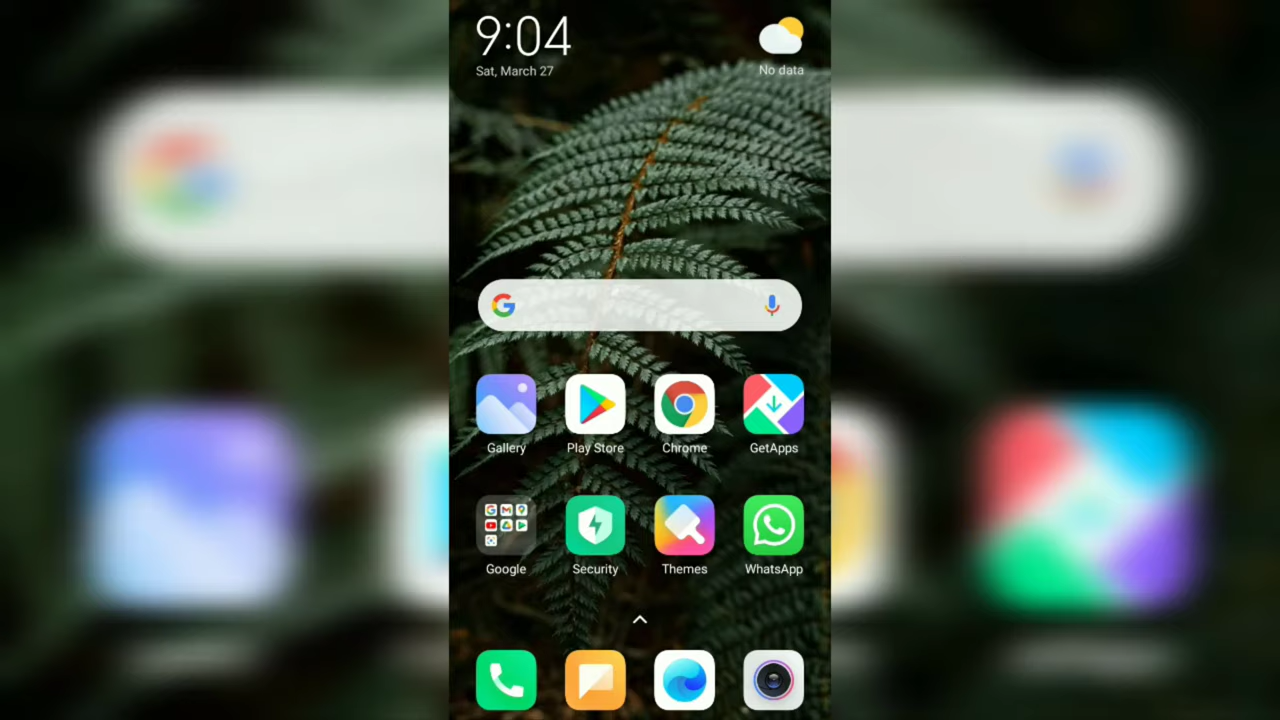 9:04
Sat, March 27
No data
Gallery
Play Store
Chrome
GetApps
Google
Security
Themes
WhatsApp